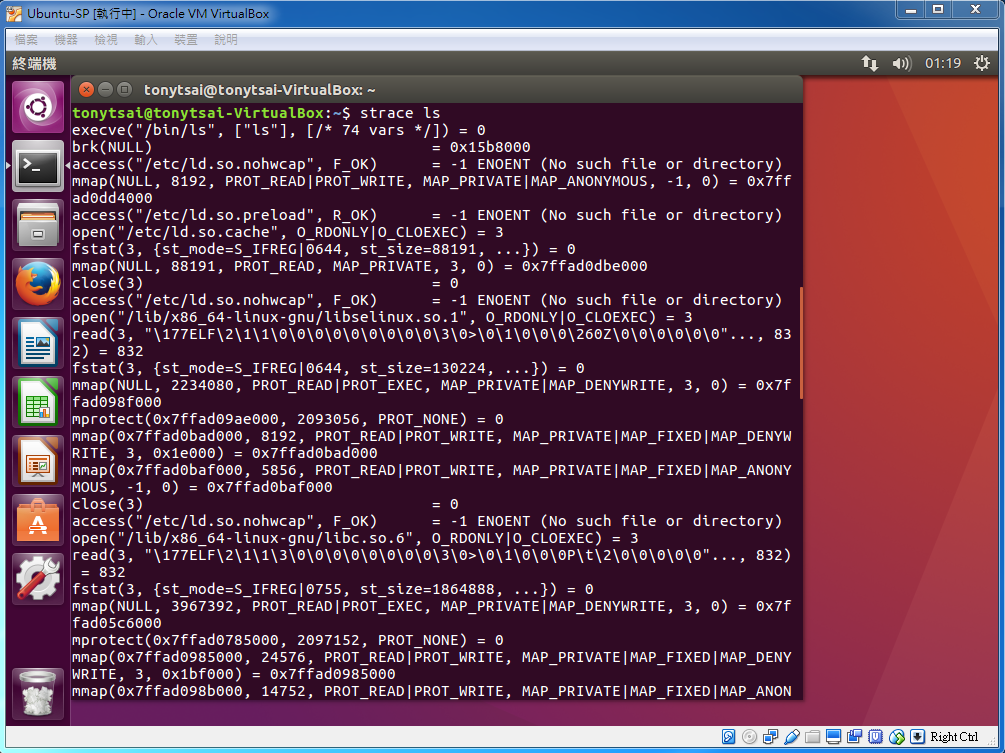 Ubuntu-SP [執行中] - Oracle VM VirtualBox
檔案 機器 檢視 輸入 裝置 說明
終端機 01:19
tonytsai@tonytsai-VirtualBox: ~
tonytsai@tonytsai-VirtualBox:~$ strace ls
execve("/bin/ls", ["ls"], [/* 74 vars */]) = 0
brk(NULL) = 0x15b8000
access("/etc/ld.so.nohwcap", F_OK) = -1 ENOENT (No such file or directory)
mmap(NULL, 8192, PROT_READ|PROT_WRITE, MAP_PRIVATE|MAP_ANONYMOUS, -1, 0) = 0x7ff
ad0dd4000
access("/etc/ld.so.preload", R_OK) = -1 ENOENT (No such file or directory)
open("/etc/ld.so.cache", O_RDONLY|O_CLOEXEC) = 3
fstat(3, {st_mode=S_IFREG|0644, st_size=88191, ...}) = 0
mmap(NULL, 88191, PROT_READ, MAP_PRIVATE, 3, 0) = 0x7ffad0dbe000
close(3) = 0
access("/etc/ld.so.nohwcap", F_OK) = -1 ENOENT (No such file or directory)
open("/lib/x86_64-linux-gnu/libselinux.so.1", O_RDONLY|O_CLOEXEC) = 3
read(3, "\177ELF\2\1\1\0\0\0\0\0\0\0\0\0\3\0>\0\1\0\0\0\260Z\0\0\0\0\0\0"..., 83
2) = 832
fstat(3, {st_mode=S_IFREG|0644, st_size=130224, ...}) = 0
mmap(NULL, 2234080, PROT_READ|PROT_EXEC, MAP_PRIVATE|MAP_DENYWRITE, 3, 0) = 0x7f
fad098f000
mprotect(0x7ffad09ae000, 2093056, PROT_NONE) = 0
mmap(0x7ffad0bad000, 8192, PROT_READ|PROT_WRITE, MAP_PRIVATE|MAP_FIXED|MAP_DENYW
RITE, 3, 0x1e000) = 0x7ffad0bad000
mmap(0x7ffad0baf000, 5856, PROT_READ|PROT_WRITE, MAP_PRIVATE|MAP_FIXED|MAP_ANONY
MOUS, -1, 0) = 0x7ffad0baf000
close(3) = 0
access("/etc/ld.so.nohwcap", F_OK) = -1 ENOENT (No such file or directory)
open("/lib/x86_64-linux-gnu/libc.so.6", O_RDONLY|O_CLOEXEC) = 3
read(3, "\177ELF\2\1\1\3\0\0\0\0\0\0\0\0\3\0>\0\1\0\0\0P\t\2\0\0\0\0\0"..., 832)
 = 832
fstat(3, {st_mode=S_IFREG|0755, st_size=1864888, ...}) = 0
mmap(NULL, 3967392, PROT_READ|PROT_EXEC, MAP_PRIVATE|MAP_DENYWRITE, 3, 0) = 0x7f
fad05c6000
mprotect(0x7ffad0785000, 2097152, PROT_NONE) = 0
mmap(0x7ffad0985000, 24576, PROT_READ|PROT_WRITE, MAP_PRIVATE|MAP_FIXED|MAP_DENY
WRITE, 3, 0x1bf000) = 0x7ffad0985000
mmap(0x7ffad098b000, 14752, PROT_READ|PROT_WRITE, MAP_PRIVATE|MAP_FIXED|MAP_ANON
Right Ctrl